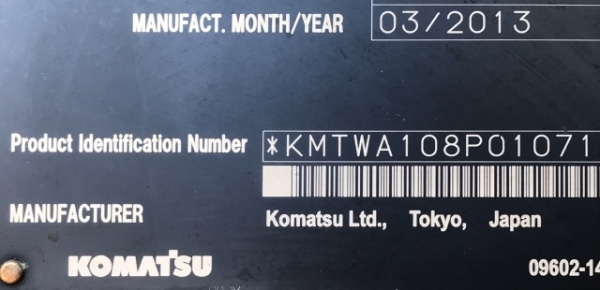 MANUFACT. MONTH/YEAR 03/2013
Product Identification Number *KMTWA108P01071
MANUFACTURER Komatsu Ltd., Tokyo, Japan
KOMATSU 09602-14